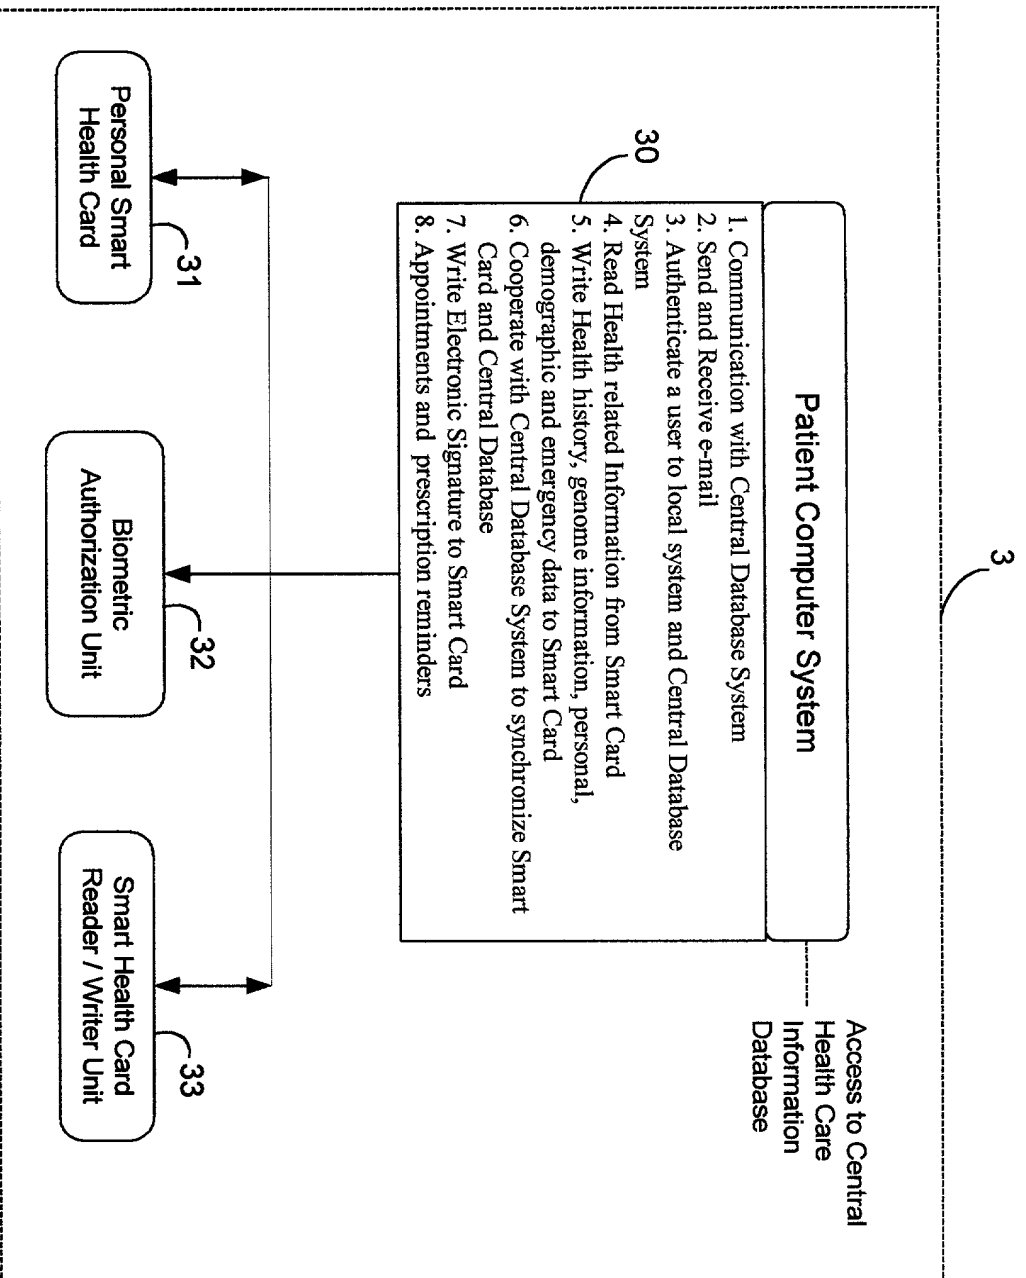 3
Patient Computer System
30
1. Communication with Central Database System
2. Send and Receive e-mail
3. Authenticate a user to local system and Central Database
System
4. Read Health related Information from Smart Card
5. Write Health history, genome information, personal,
demographic and emergency data to Smart Card
6. Cooperate with Central Database System to synchronize Smart
Card and Central Database
7. Write Electronic Signature to Smart Card
8. Appointments and prescription reminders
Access to Central
Health Care
Information
Database
31
Personal Smart
Health Card
32
Biometric
Authorization Unit
33
Smart Health Card
Reader / Writer Unit